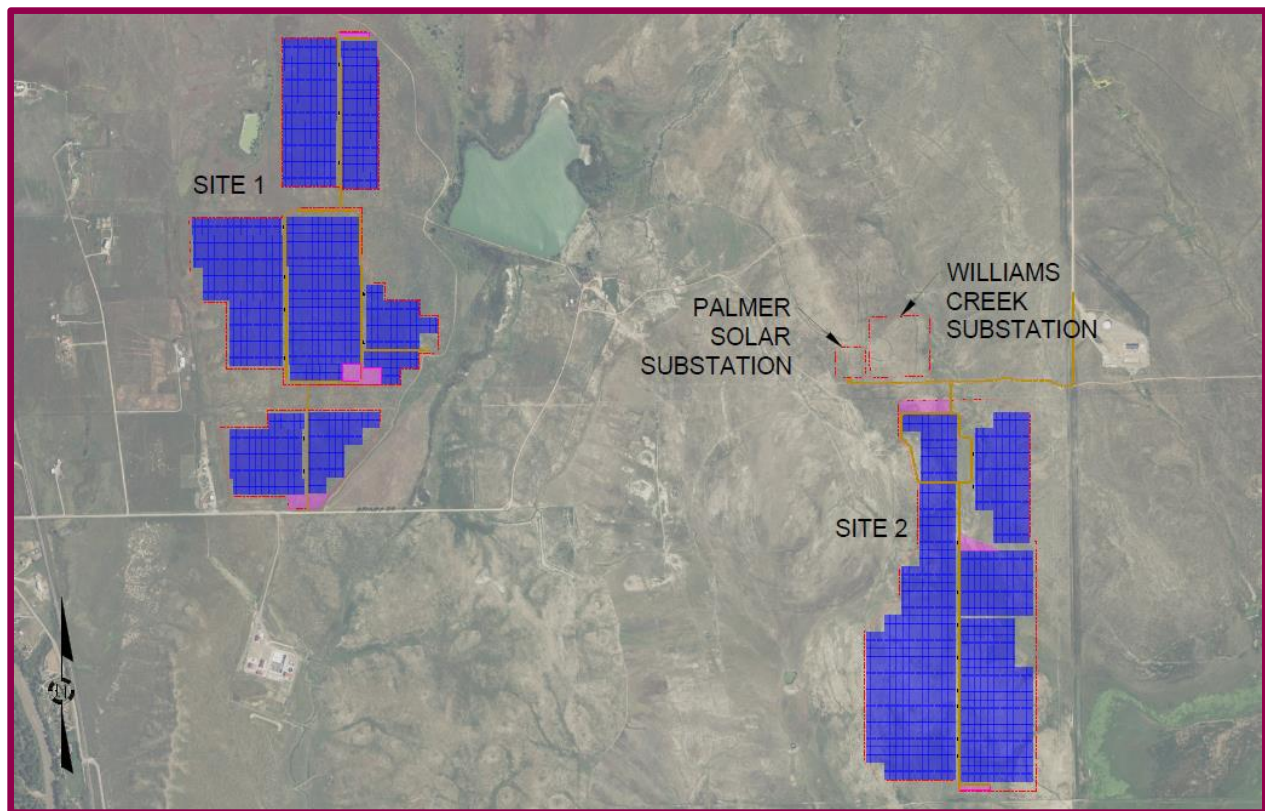 SITE 1
WILLIAMS
CREEK
SUBSTATION
PALMER
SOLAR
SUBSTATION
SITE 2
N